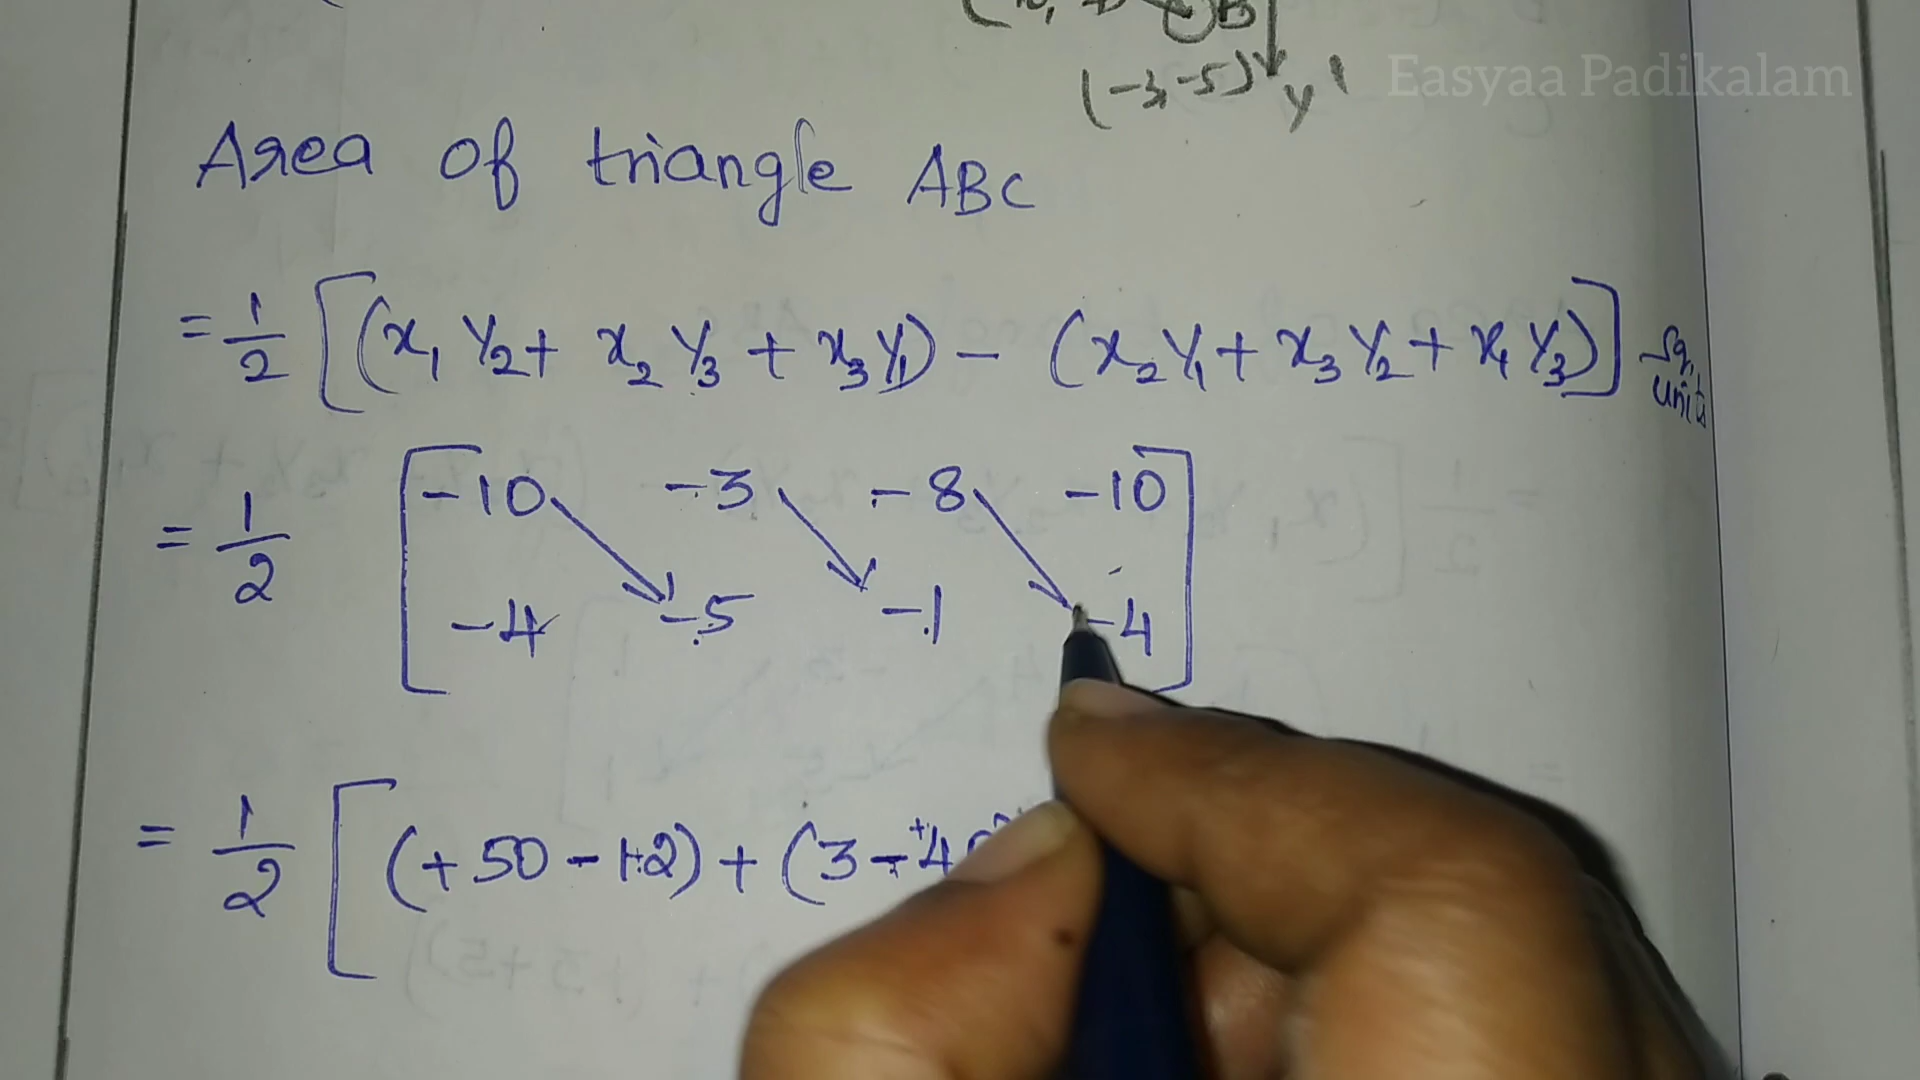 (-3,-5) y'
Easyaa Padikalam
Area of triangle ABC
= 1/2 [(x₁ y₂ + x₂ y₃ + x₃ y₁) - (x₂ y₁ + x₃ y₂ + x₁ y₃)] sq. units
= 1/2 [-10 -3 -8 -10
-4 -5 -1 -4]
= 1/2 [(+50 - 12) + (3 - 40